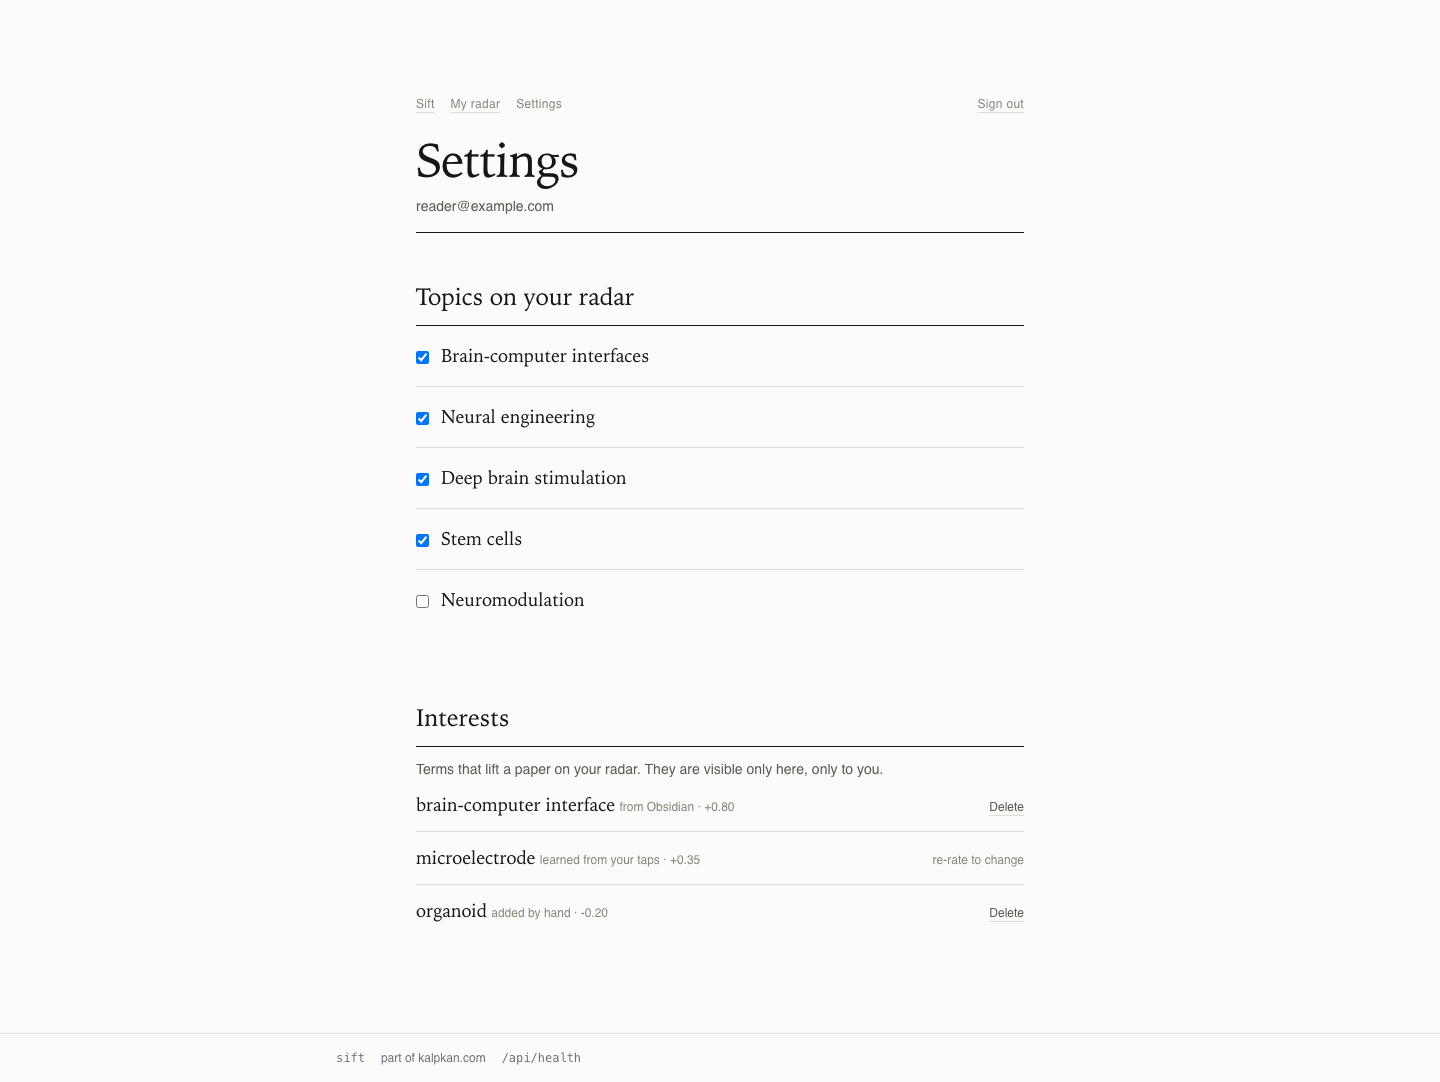 Sift My radar Settings Sign out
Settings
reader@example.com
Topics on your radar
Brain-computer interfaces
Neural engineering
Deep brain stimulation
Stem cells
Neuromodulation
Interests
Terms that lift a paper on your radar. They are visible only here, only to you.
brain-computer interface from Obsidian · +0.80 Delete
microelectrode learned from your taps · +0.35 re-rate to change
organoid added by hand · -0.20 Delete
sift part of kalpkan.com /api/health